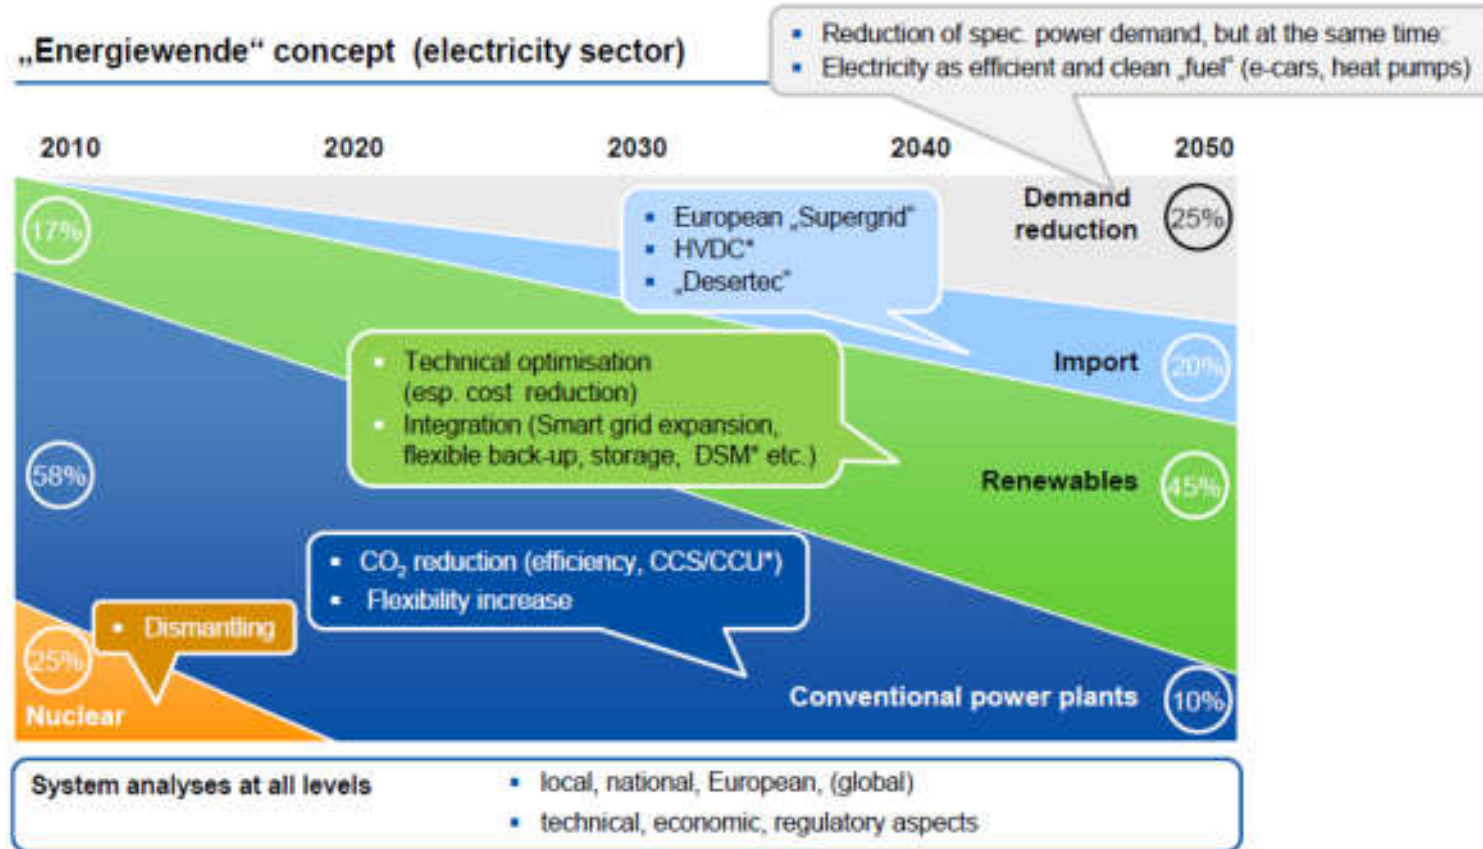 „Energiewende“ concept (electricity sector)
▪ Reduction of spec. power demand, but at the same time:
▪ Electricity as efficient and clean „fuel“ (e-cars, heat pumps)
2010 2020 2030 2040 2050
17%
▪ European „Supergrid“
▪ HVDC*
▪ „Desertec“
Demand
reduction
25%
▪ Technical optimisation
(esp. cost reduction)
▪ Integration (Smart grid expansion,
flexible back-up, storage, DSM* etc.)
Import 20%
58%
Renewables 45%
▪ CO₂ reduction (efficiency, CCS/CCU*)
▪ Flexibility increase
▪ Dismantling
25%
Nuclear
Conventional power plants 10%
System analyses at all levels
▪ local, national, European, (global)
▪ technical, economic, regulatory aspects